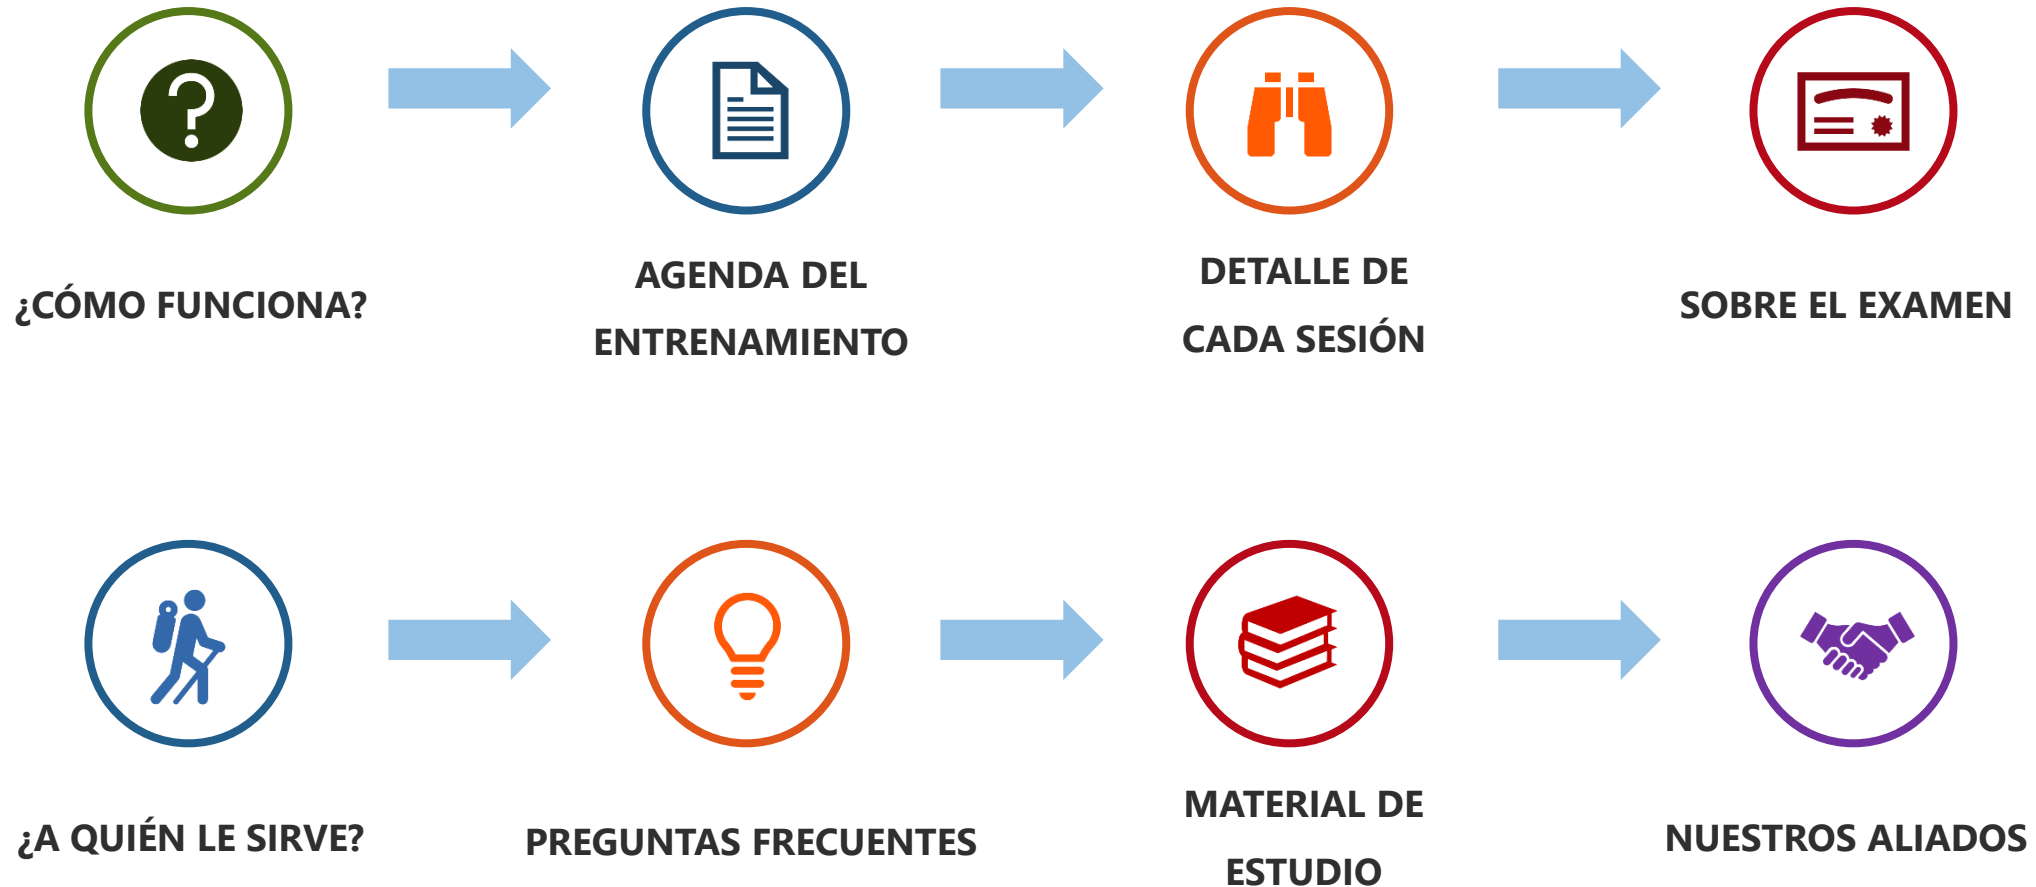 ¿CÓMO FUNCIONA?
AGENDA DEL
ENTRENAMIENTO
DETALLE DE
CADA SESIÓN
SOBRE EL EXAMEN
¿A QUIÉN LE SIRVE?
PREGUNTAS FRECUENTES
MATERIAL DE
ESTUDIO
NUESTROS ALIADOS